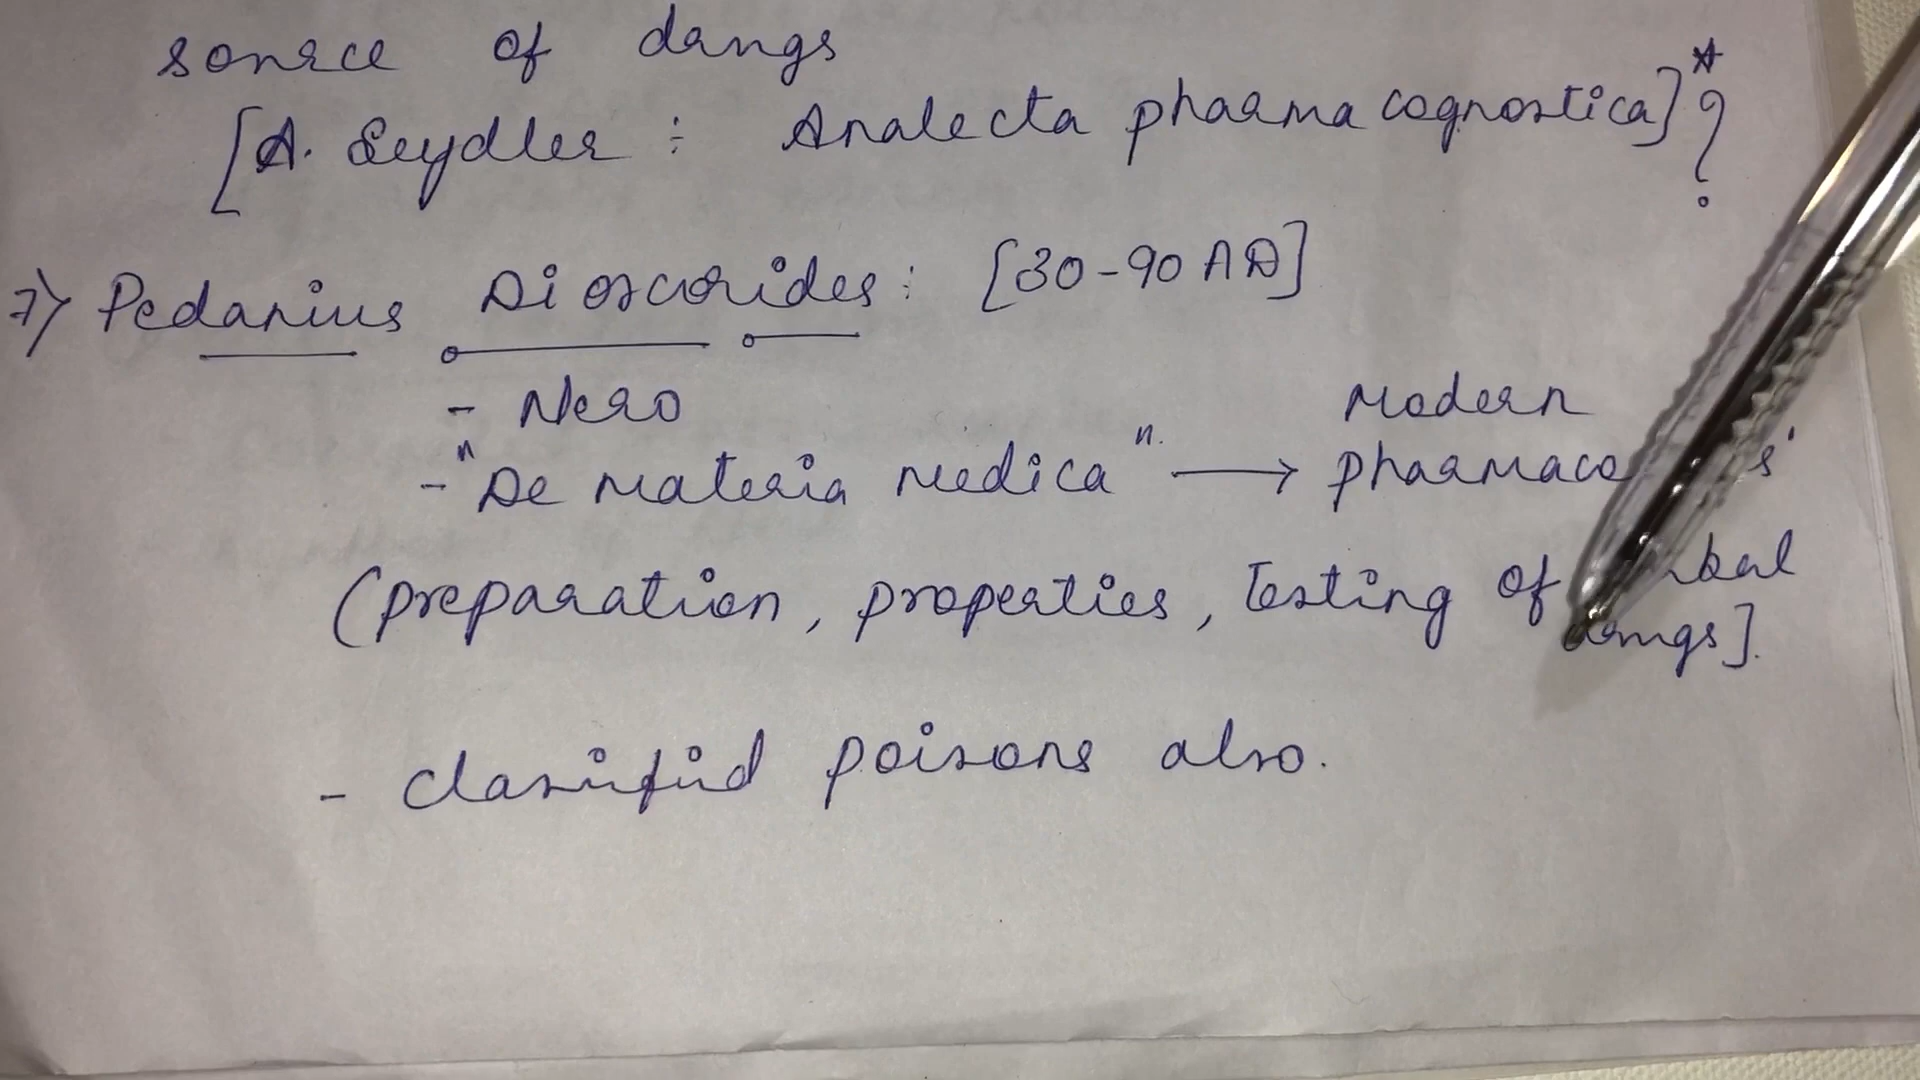 source of drugs
[A. Seydler : Analecta pharmacognostica]*?
7) Pedanius Dioscorides : [30-90 AD]
- Nero
Modern
- "De Materia Medica" →
(preparation, properties, Testing of
drugs].
- Classified poisons also.